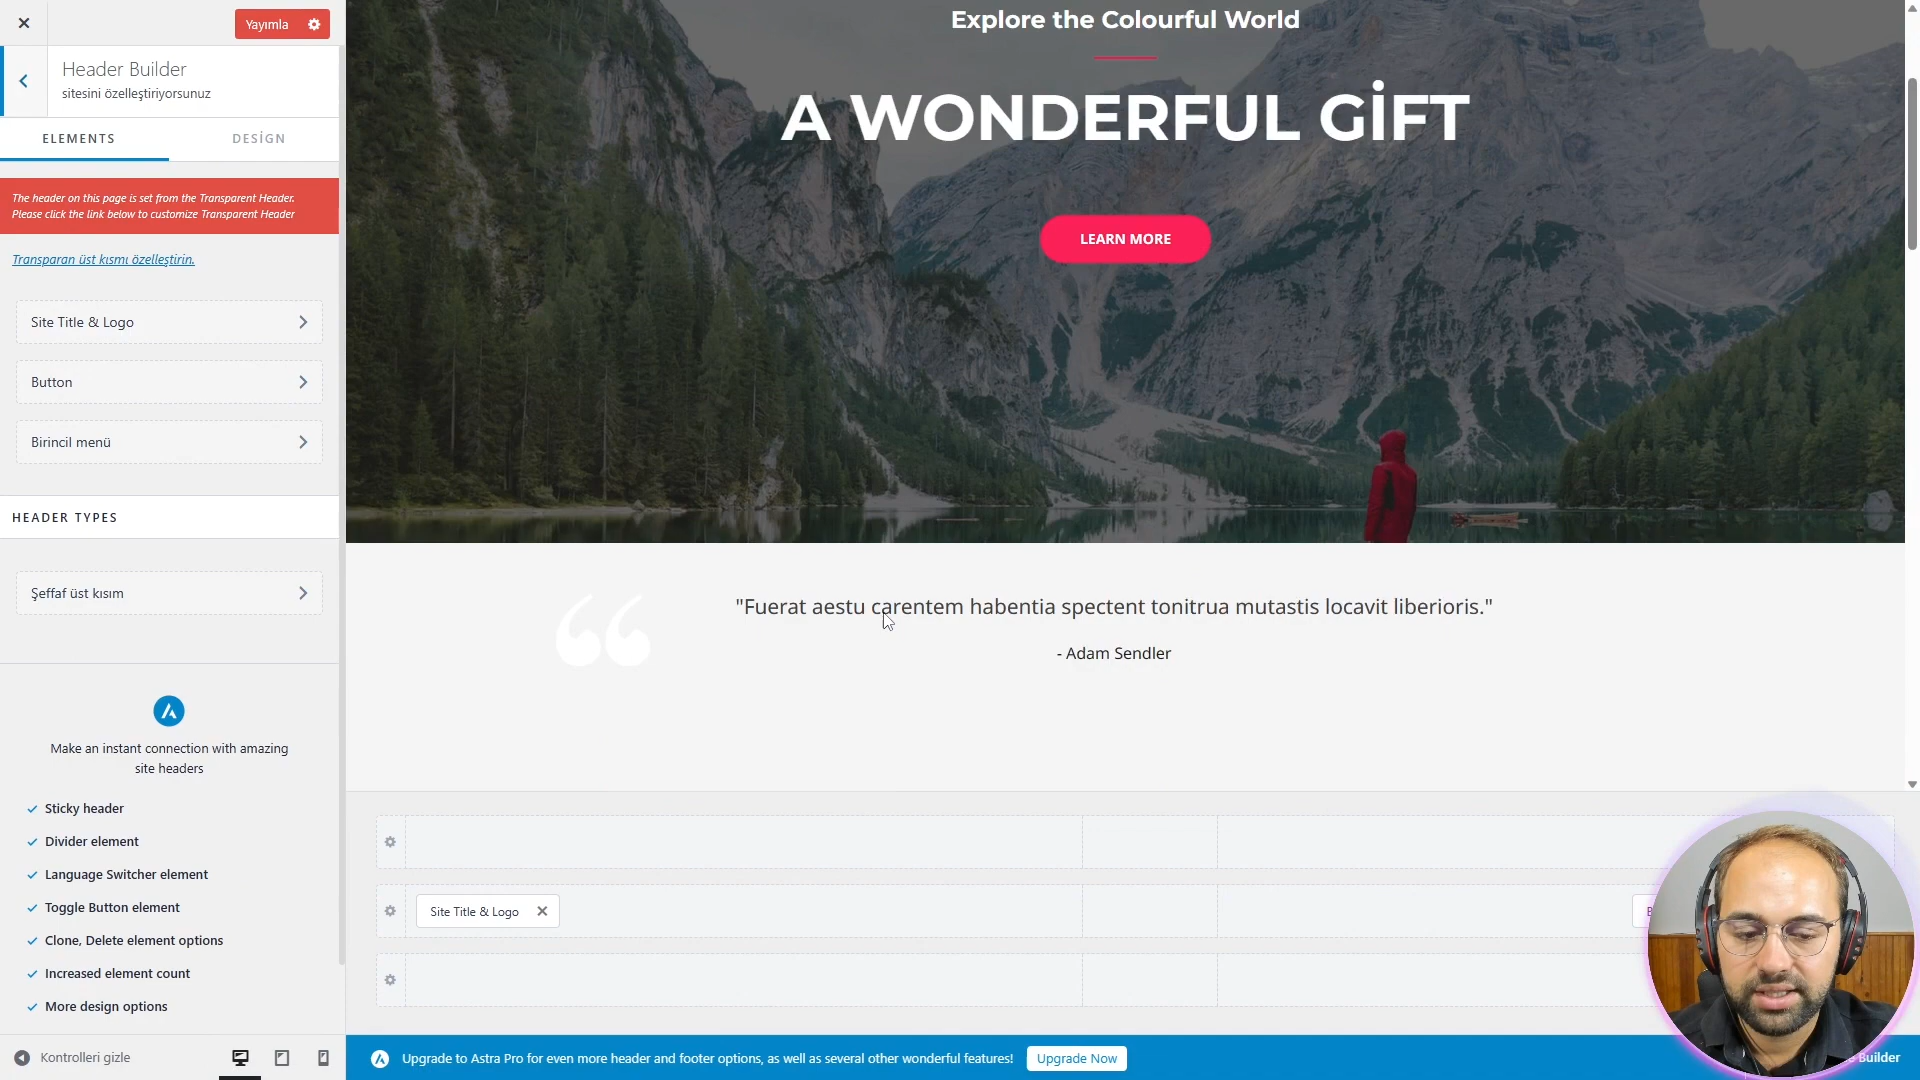 Yayımla
Header Builder
sitesini özelleştiriyorsunuz
ELEMENTS
DESİGN
The header on this page is set from the Transparent Header.
Please click the link below to customize Transparent Header
Transparan üst kısmı özelleştirin.
Site Title & Logo
Button
Birincil menü
HEADER TYPES
Şeffaf üst kısım
Make an instant connection with amazing
site headers
Sticky header
Divider element
Language Switcher element
Toggle Button element
Clone, Delete element options
Increased element count
More design options
Kontrolleri gizle
Explore the Colourful World
A WONDERFUL GİFT
LEARN MORE
"Fuerat aestu carentem habentia spectent tonitrua mutastis locavit liberioris."
- Adam Sendler
Site Title & Logo
Upgrade to Astra Pro for even more header and footer options, as well as several other wonderful features!
Upgrade Now
Builder